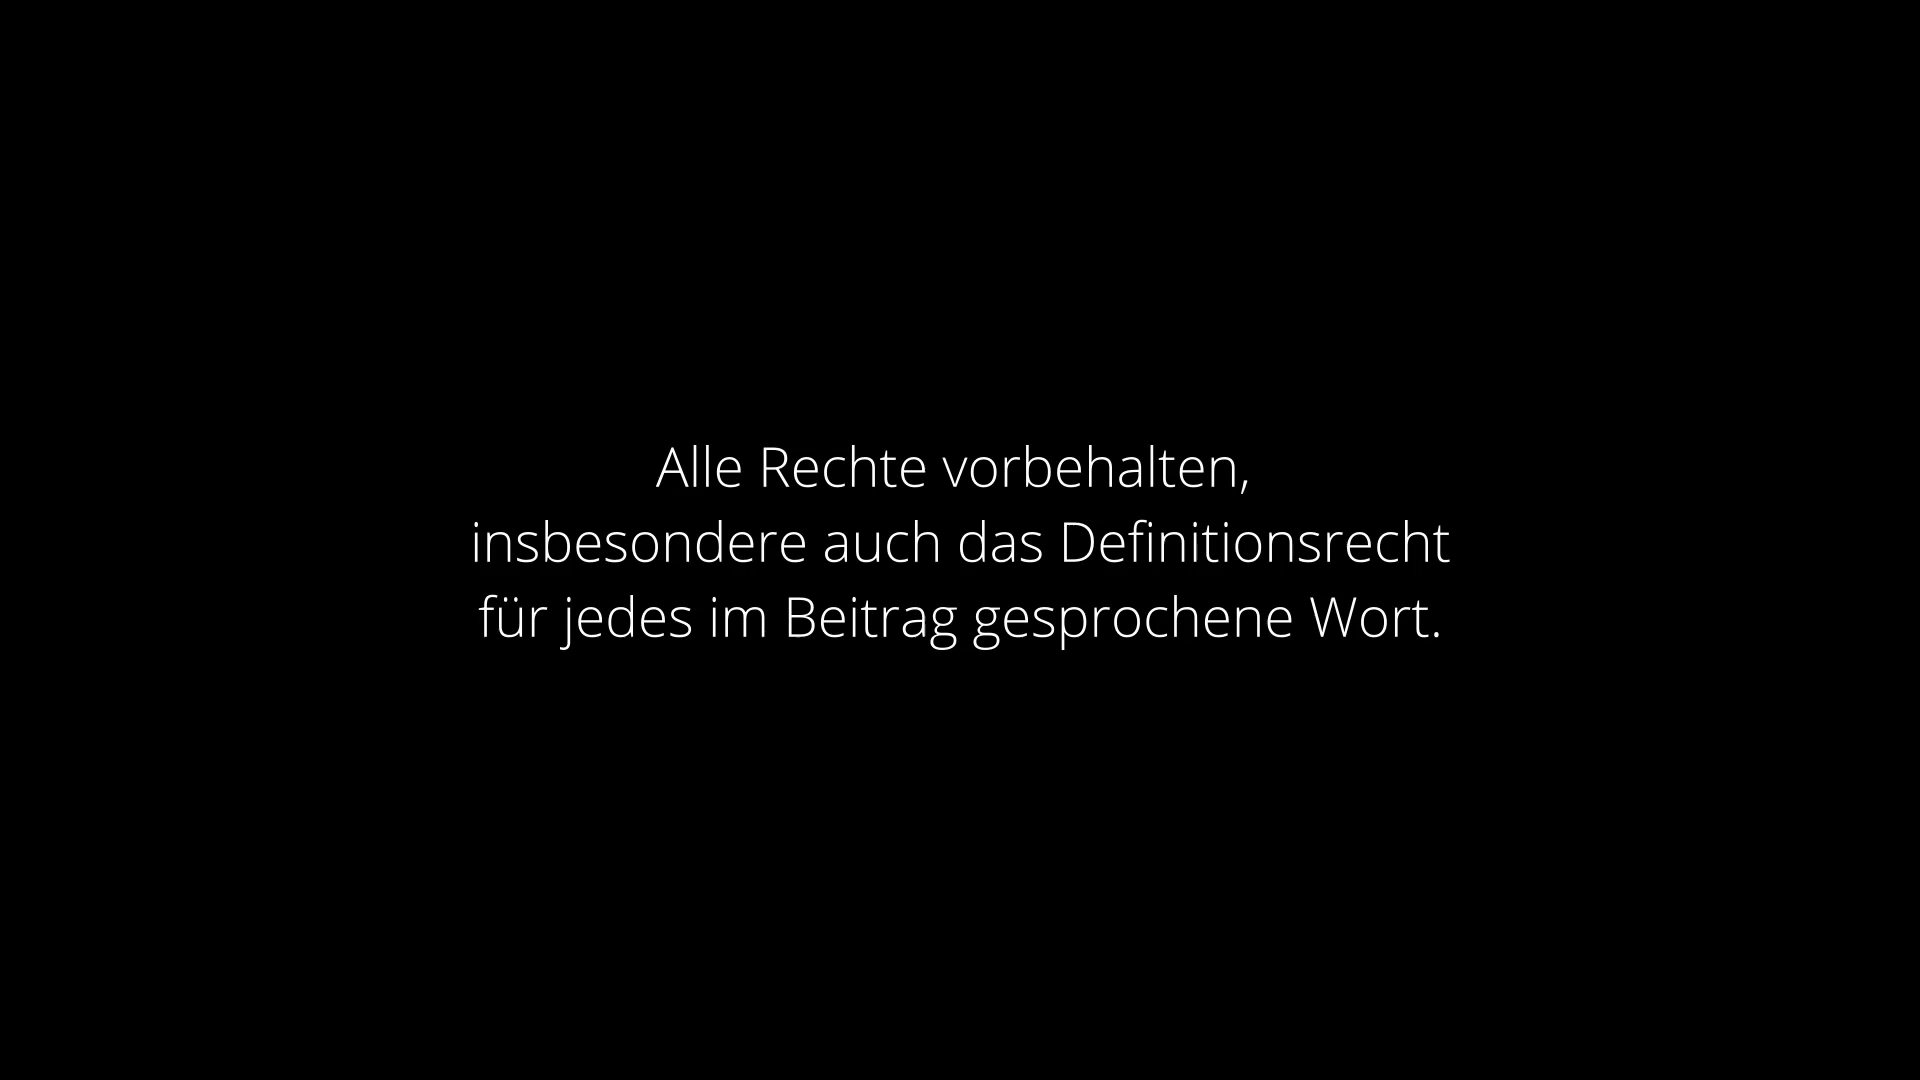 Alle Rechte vorbehalten,
insbesondere auch das Definitionsrecht
für jedes im Beitrag gesprochene Wort.